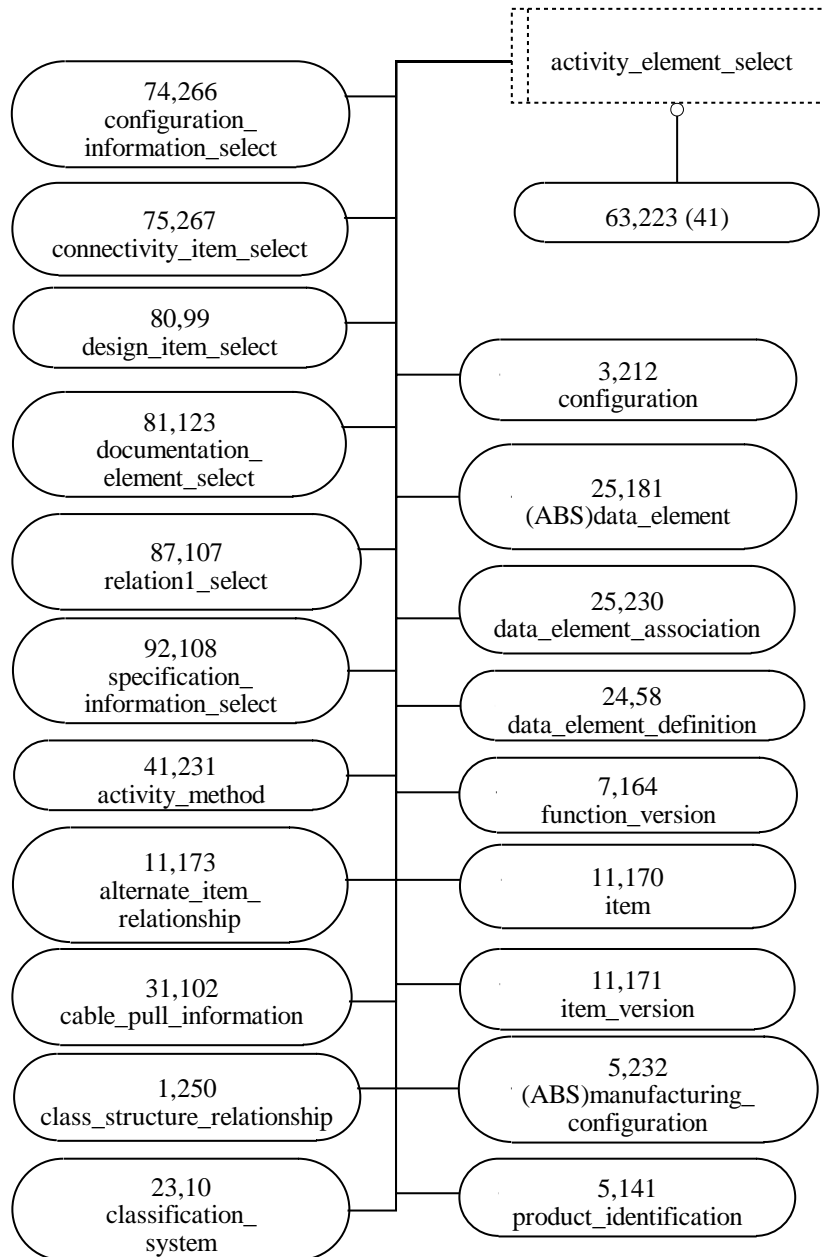 activity_element_select
63,223 (41)
74,266
configuration_
information_select
75,267
connectivity_item_select
80,99
design_item_select
81,123
documentation_
element_select
87,107
relation1_select
92,108
specification_
information_select
41,231
activity_method
11,173
alternate_item_
relationship
31,102
cable_pull_information
1,250
class_structure_relationship
23,10
classification_
system
3,212
configuration
25,181
(ABS)data_element
25,230
data_element_association
24,58
data_element_definition
7,164
function_version
11,170
item
11,171
item_version
5,232
(ABS)manufacturing_
configuration
5,141
product_identification